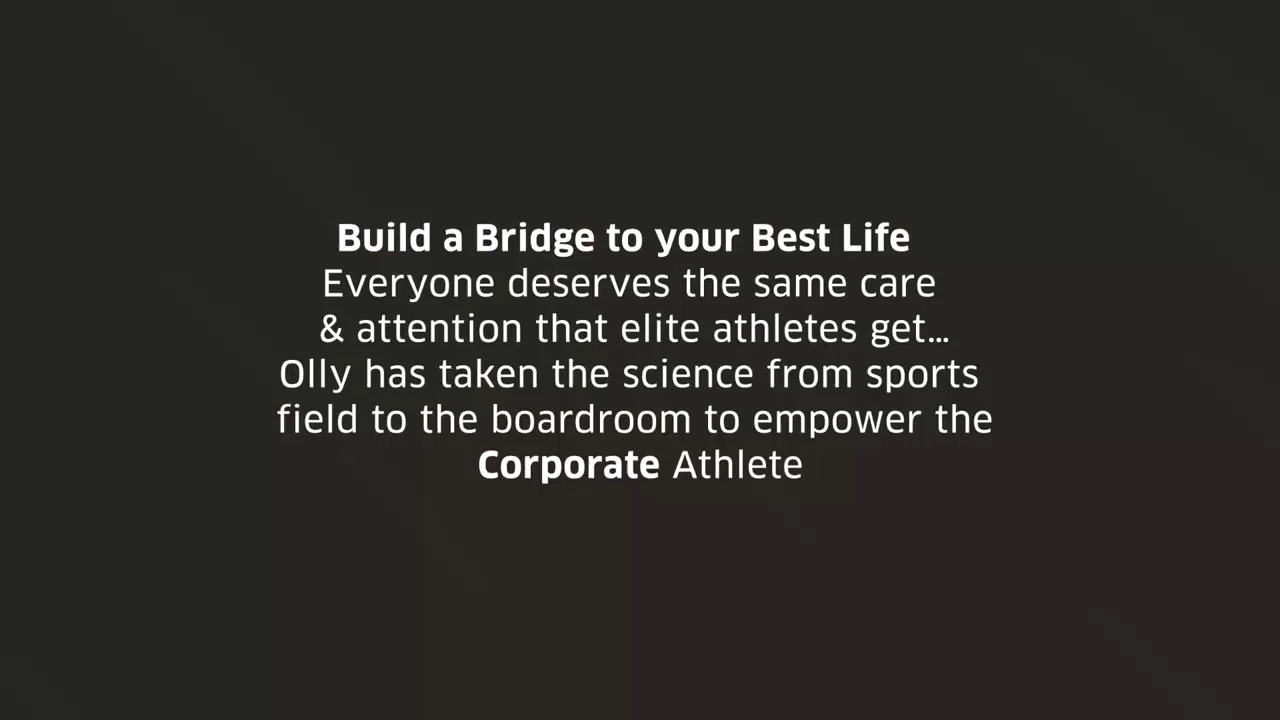 Build a Bridge to your Best Life
Everyone deserves the same care
& attention that elite athletes get…
Olly has taken the science from sports
field to the boardroom to empower the
Corporate Athlete